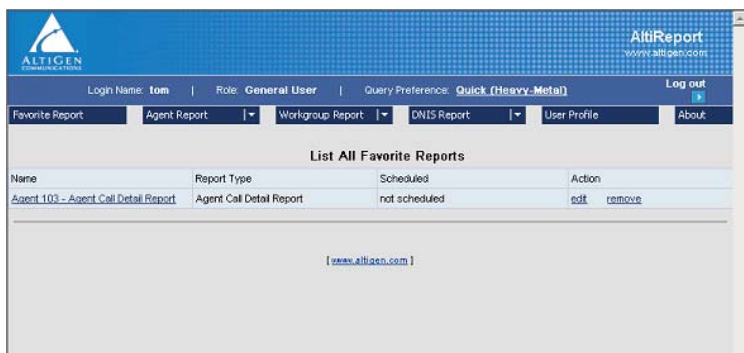 ALTIGEN
COMMUNICATIONS
AltiReport
www.altigen.com
Login Name: tom | Role: General User | Query Preference: Quick (Heavy-Metal) Log out
Favorite Report Agent Report Workgroup Report DNIS Report User Profile About
List All Favorite Reports
Name Report Type Scheduled Action
Agent 103 - Agent Call Detail Report Agent Call Detail Report not scheduled edit remove
[ www.altigen.com ]